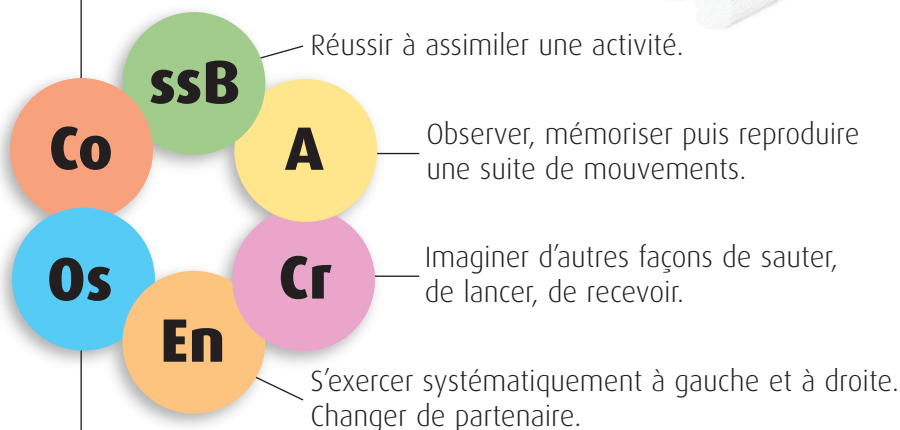 ssB
Réussir à assimiler une activité.
Co
A
Observer, mémoriser puis reproduire
une suite de mouvements.
Os
Cr
Imaginer d’autres façons de sauter,
de lancer, de recevoir.
En
S’exercer systématiquement à gauche et à droite.
Changer de partenaire.